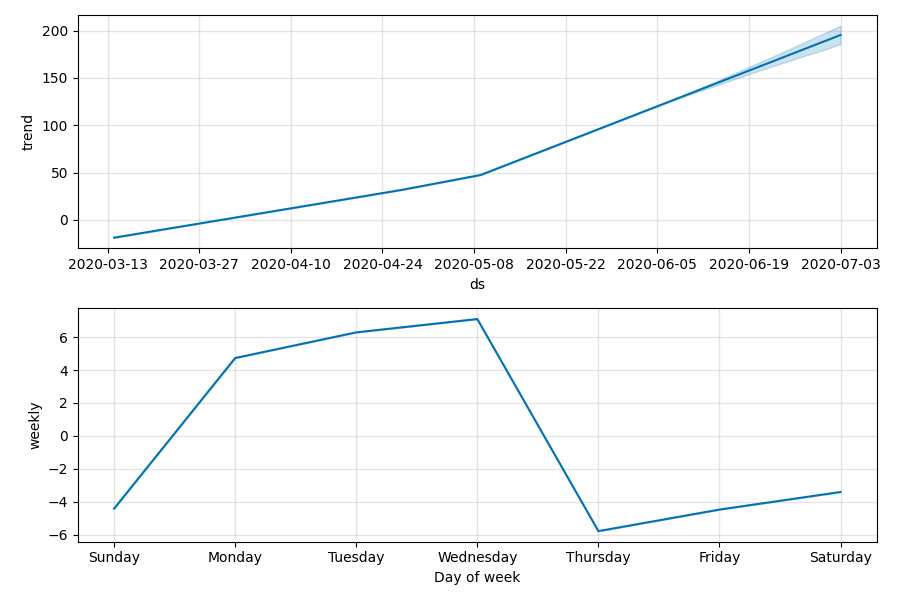 200
150
100
50
0
trend
2020-03-13 2020-03-27 2020-04-10 2020-04-24 2020-05-08 2020-05-22 2020-06-05 2020-06-19 2020-07-03
ds
6
4
2
0
−2
−4
−6
weekly
Sunday Monday Tuesday Wednesday Thursday Friday Saturday
Day of week